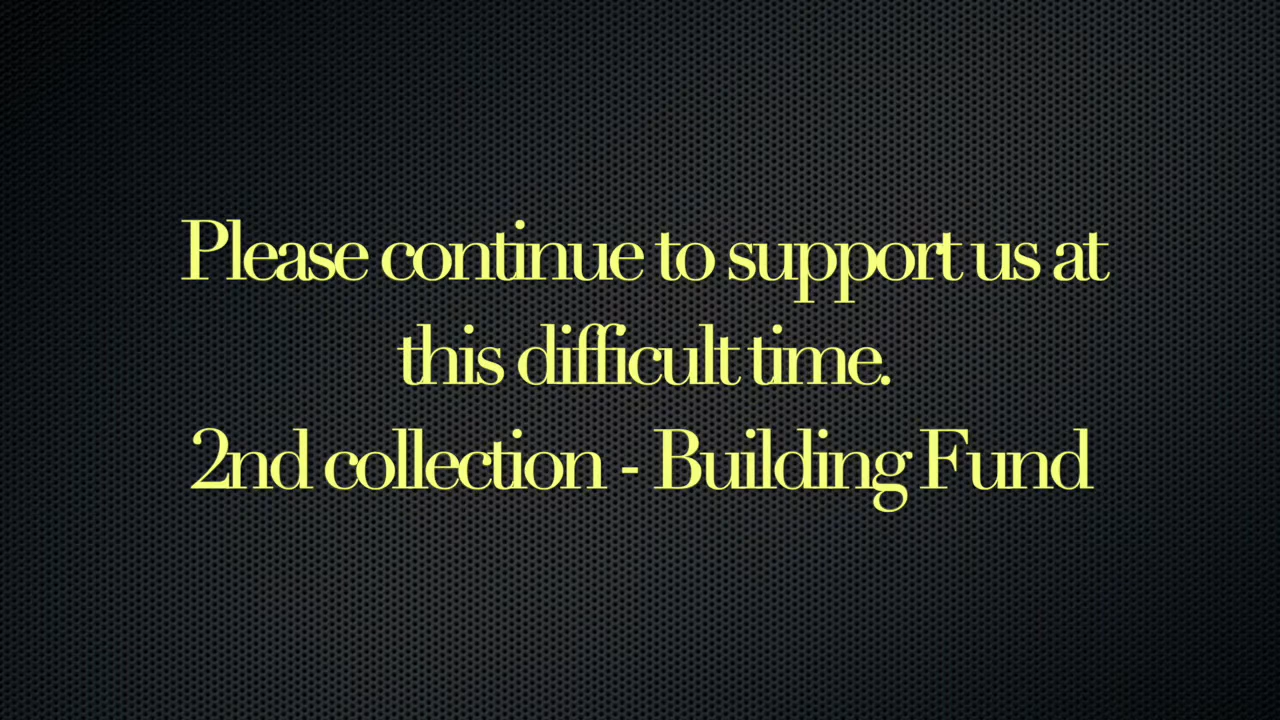 Please continue to support us at
this difficult time.
2nd collection - Building Fund